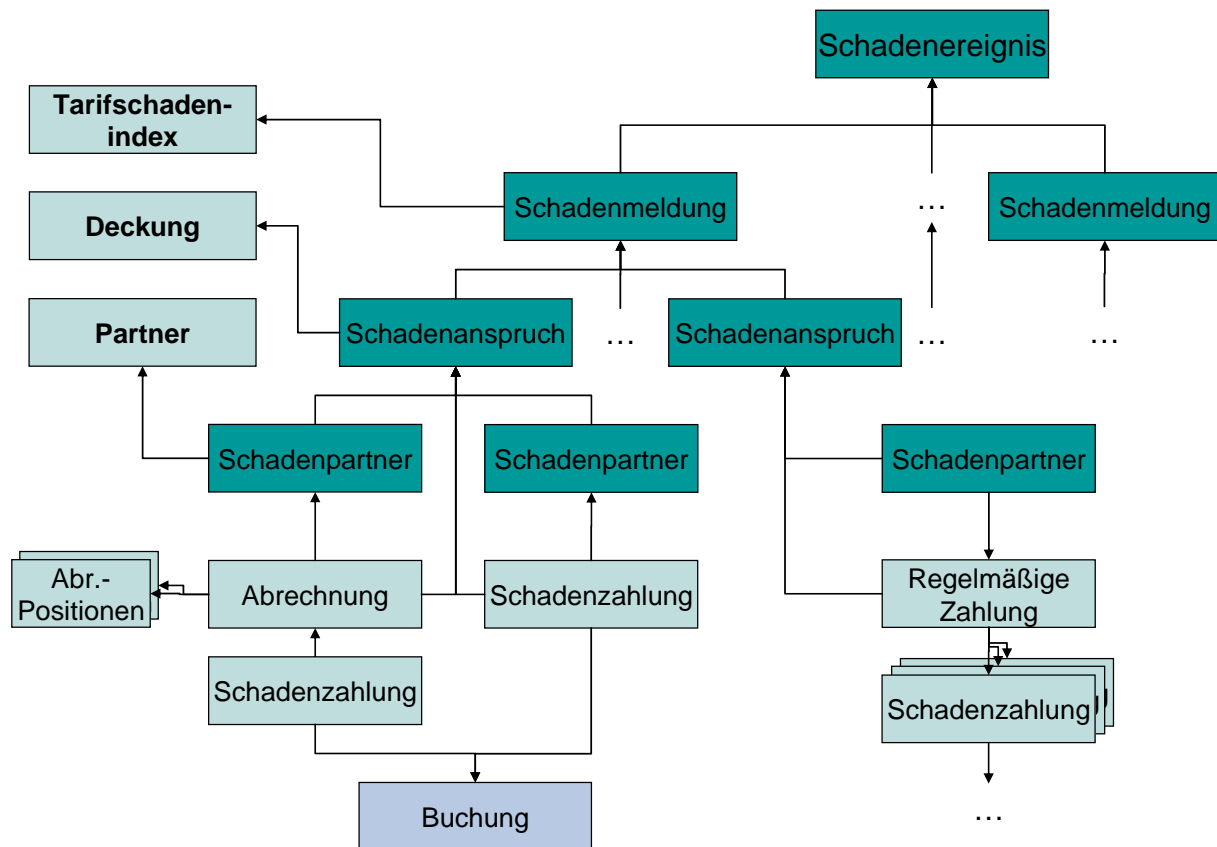 Schadenereignis
Tarifschaden-
index
Schadenmeldung
...
Schadenmeldung
Deckung
Partner
Schadenanspruch
...
Schadenanspruch
...
...
Schadenpartner
Schadenpartner
Schadenpartner
Abr.-
Positionen
Abrechnung
Schadenzahlung
Regelmäßige
Zahlung
Schadenzahlung
Schadenzahlung
Buchung
...